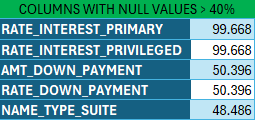 COLUMNS WITH NULL VALUES > 40%
RATE_INTEREST_PRIMARY 99.668
RATE_INTEREST_PRIVILEGED 99.668
AMT_DOWN_PAYMENT 50.396
RATE_DOWN_PAYMENT 50.396
NAME_TYPE_SUITE 48.486